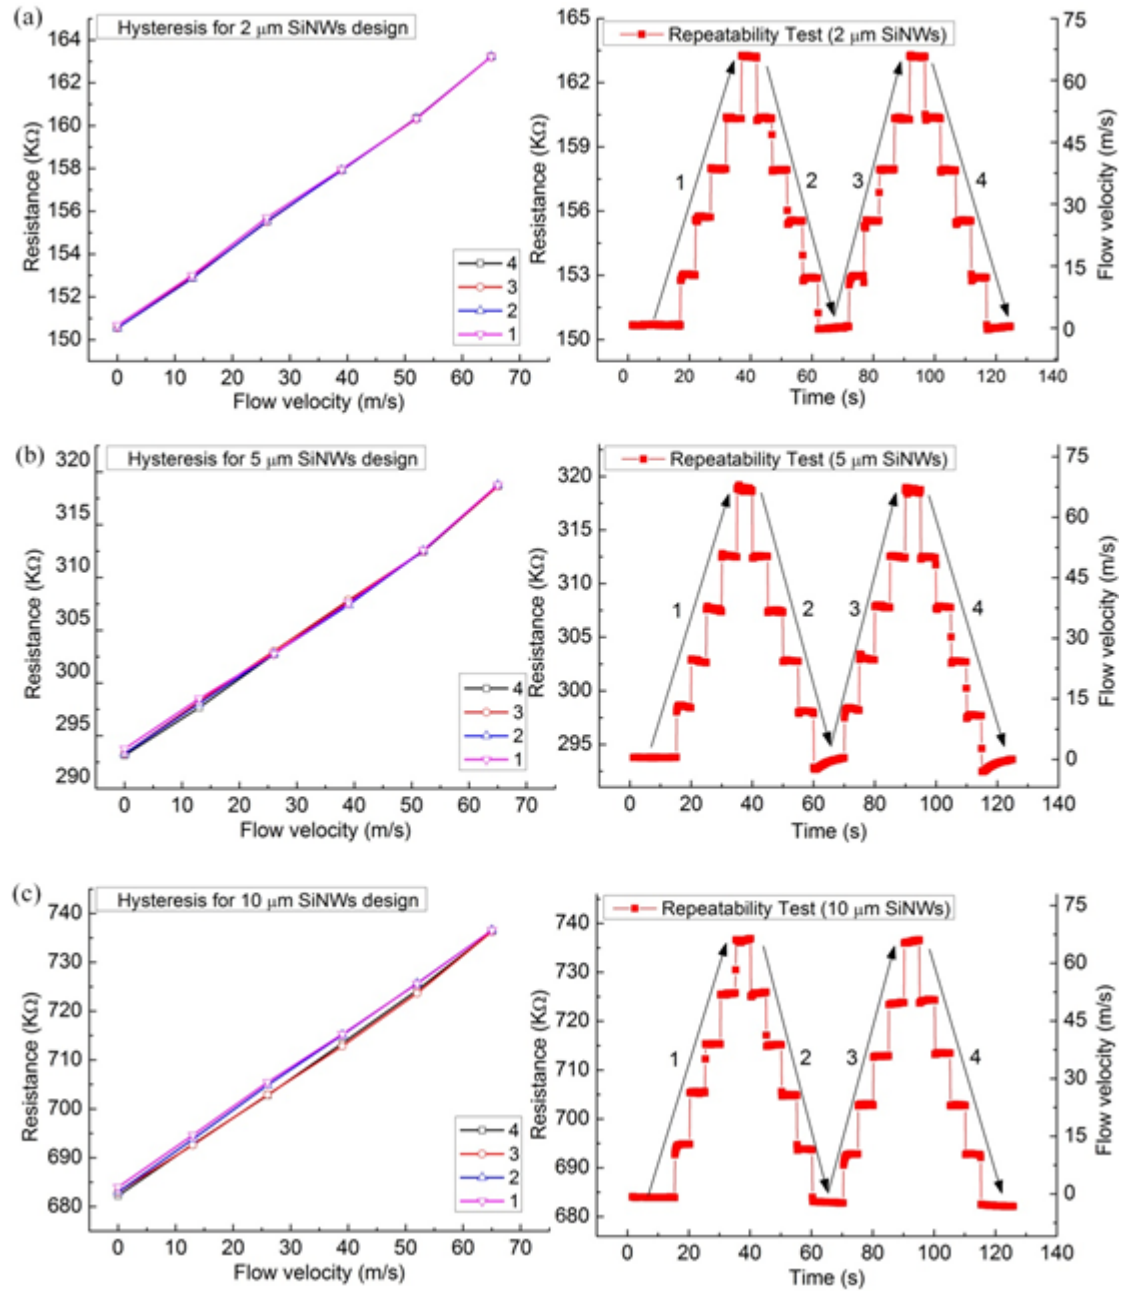 (a)
Hysteresis for 2 μm SiNWs design
164
162
160
158
156
154
152
150
Resistance (KΩ)
0 10 20 30 40 50 60 70
Flow velocity (m/s)
4
3
2
1
Repeatability Test (2 μm SiNWs)
165
162
159
156
153
150
Resistance (KΩ)
1 2 3 4
75
60
45
30
15
0
Flow velocity (m/s)
0 20 40 60 80 100 120 140
Time (s)
(b)
Hysteresis for 5 μm SiNWs design
320
315
310
305
300
295
290
Resistance (KΩ)
0 10 20 30 40 50 60 70
Flow velocity (m/s)
4
3
2
1
Repeatability Test (5 μm SiNWs)
320
315
310
305
300
295
Resistance (KΩ)
1 2 3 4
75
60
45
30
15
0
Flow velocity (m/s)
0 20 40 60 80 100 120 140
Time (s)
(c)
Hysteresis for 10 μm SiNWs design
740
730
720
710
700
690
680
Resistance (KΩ)
0 10 20 30 40 50 60 70
Flow velocity (m/s)
4
3
2
1
Repeatability Test (10 μm SiNWs)
740
730
720
710
700
690
680
Resistance (KΩ)
1 2 3 4
75
60
45
30
15
0
Flow velocity (m/s)
0 20 40 60 80 100 120 140
Time (s)